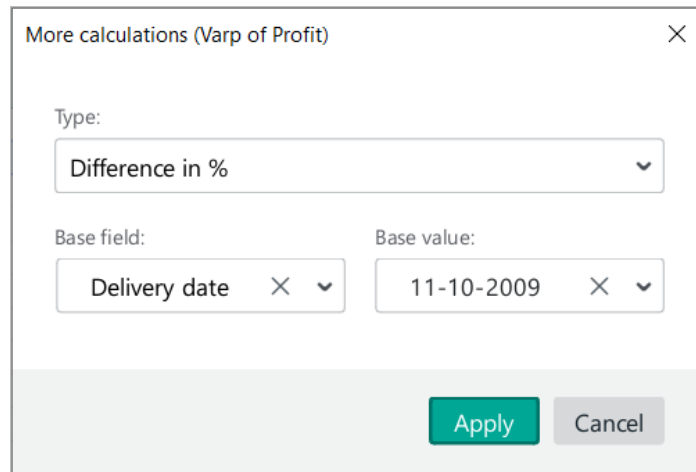 More calculations (Varp of Profit)
Type:
Difference in %
Base field:
Base value:
Delivery date
11-10-2009
Apply
Cancel